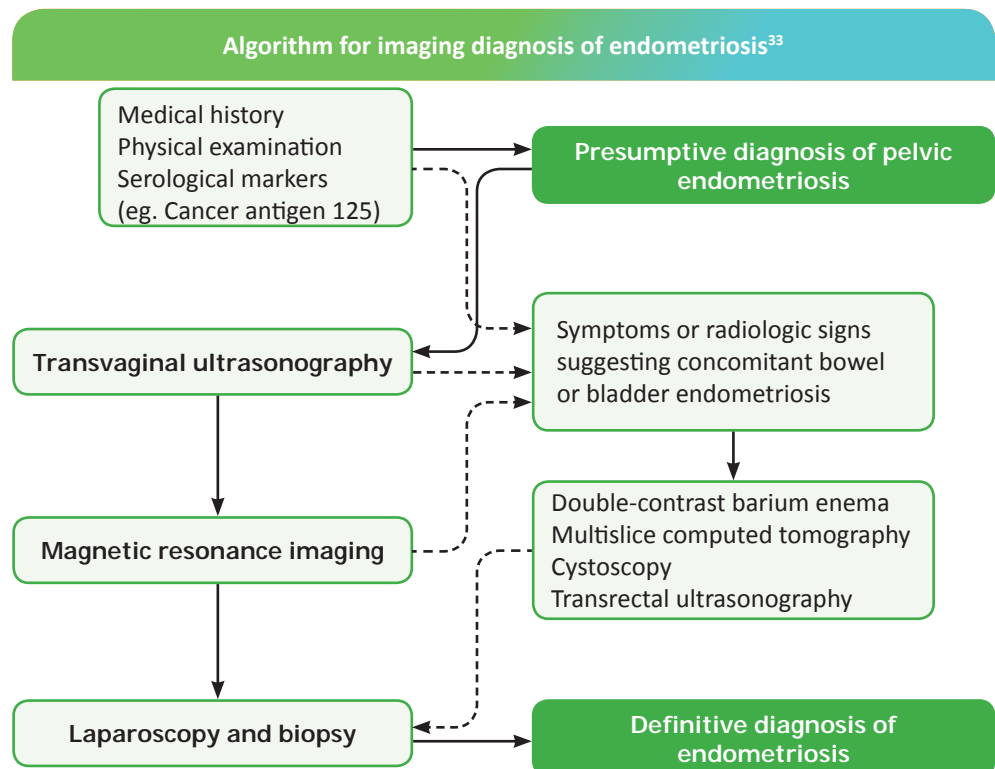 Algorithm for imaging diagnosis of endometriosis³³
Medical history
Physical examination
Serological markers
(eg. Cancer antigen 125)
Presumptive diagnosis of pelvic
endometriosis
Transvaginal ultrasonography
Symptoms or radiologic signs
suggesting concomitant bowel
or bladder endometriosis
Magnetic resonance imaging
Double-contrast barium enema
Multislice computed tomography
Cystoscopy
Transrectal ultrasonography
Laparoscopy and biopsy
Definitive diagnosis of
endometriosis